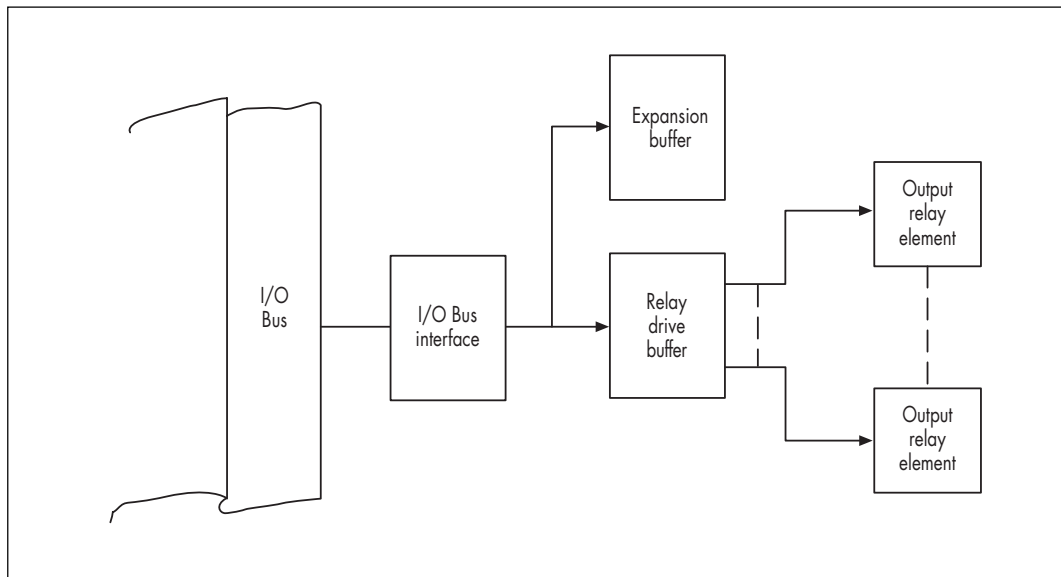 I/O
Bus
I/O Bus
interface
Expansion
buffer
Relay
drive
buffer
Output
relay
element
Output
relay
element